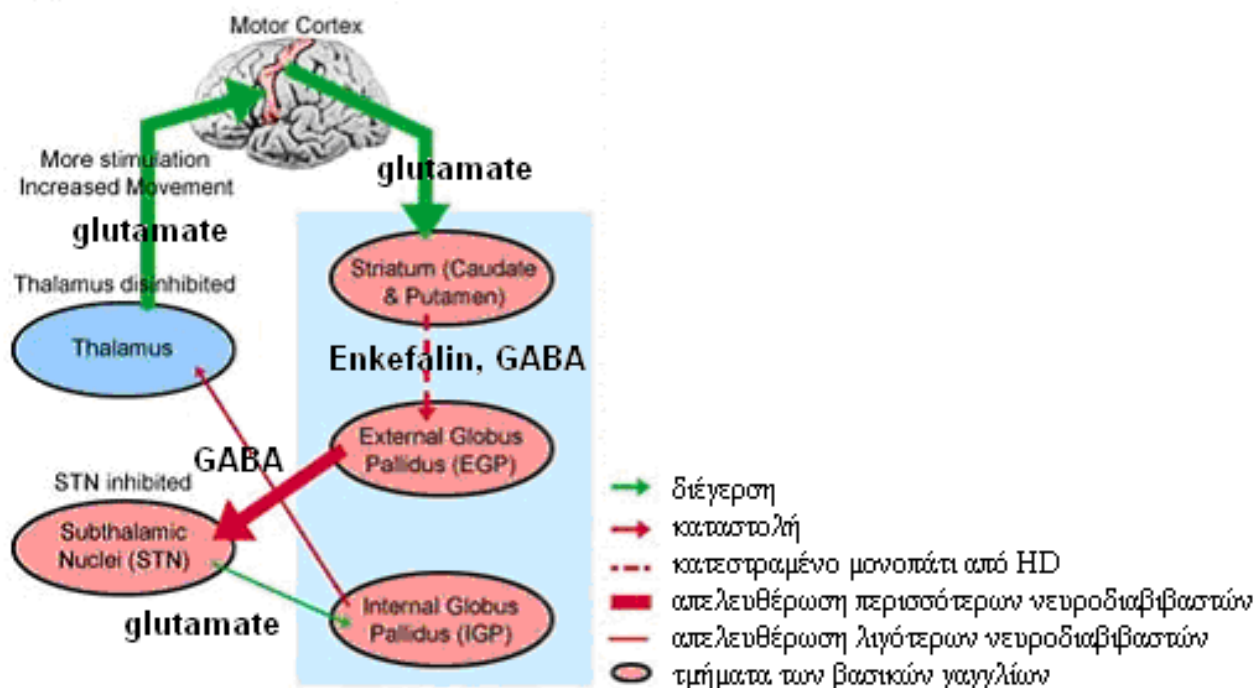 Motor Cortex
More stimulation
Increased Movement
glutamate
glutamate
Thalamus disinhibited
Thalamus
Striatum (Caudate
& Putamen)
Enkefalin, GABA
External Globus
Pallidus (EGP)
GABA
STN inhibited
Subthalamic
Nuclei (STN)
glutamate
Internal Globus
Pallidus (IGP)
διέγερση
καταστολή
κατεστραμένο μονοπάτι από HD
απελευθέρωση περισσότερων νευροδιαβιβαστών
απελευθέρωση λιγότερων νευροδιαβιβαστών
τμήματα των βασικών γαγγλίων